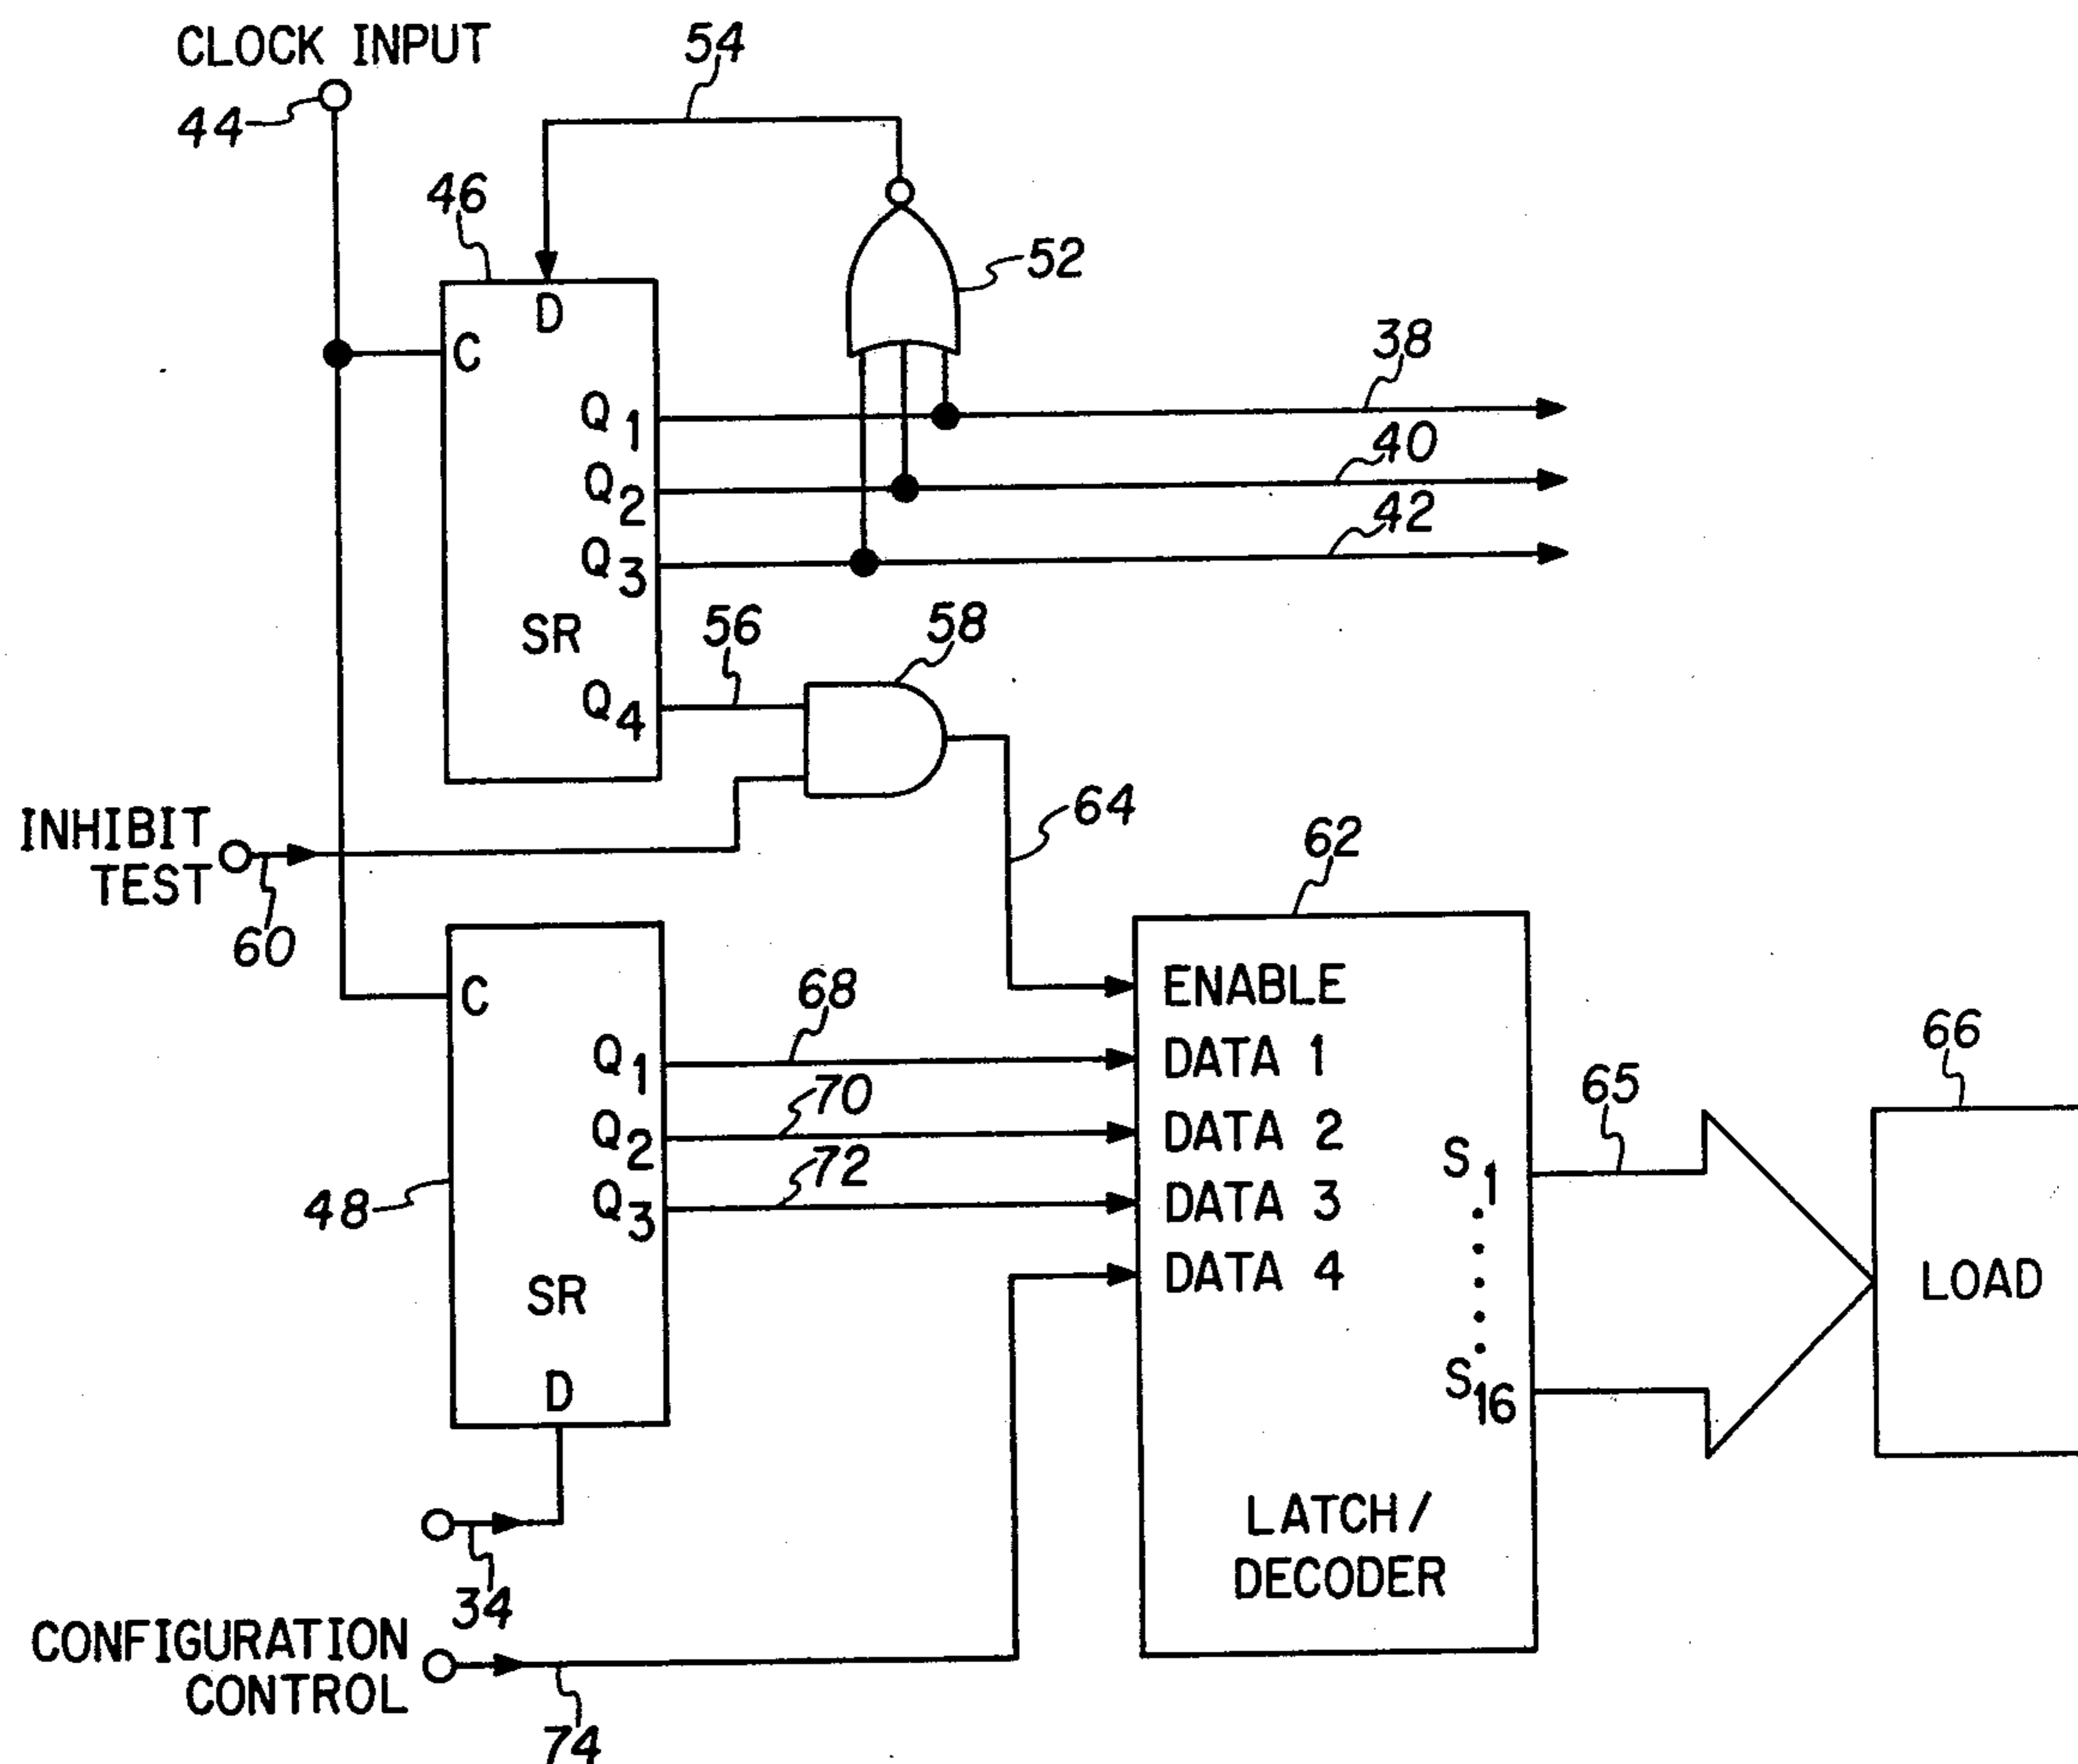 CLOCK INPUT
44
54
46
D
52
C
38
Q1
40
Q2
42
Q3
SR
56
58
Q4
64
INHIBIT
TEST
60
62
C
ENABLE
68
Q1
DATA 1
66
65
70
Q2
DATA 2
72
S1
48
Q3
DATA 3
DATA 4
LOAD
SR
S16
D
LATCH/
DECODER
34
CONFIGURATION
CONTROL
74